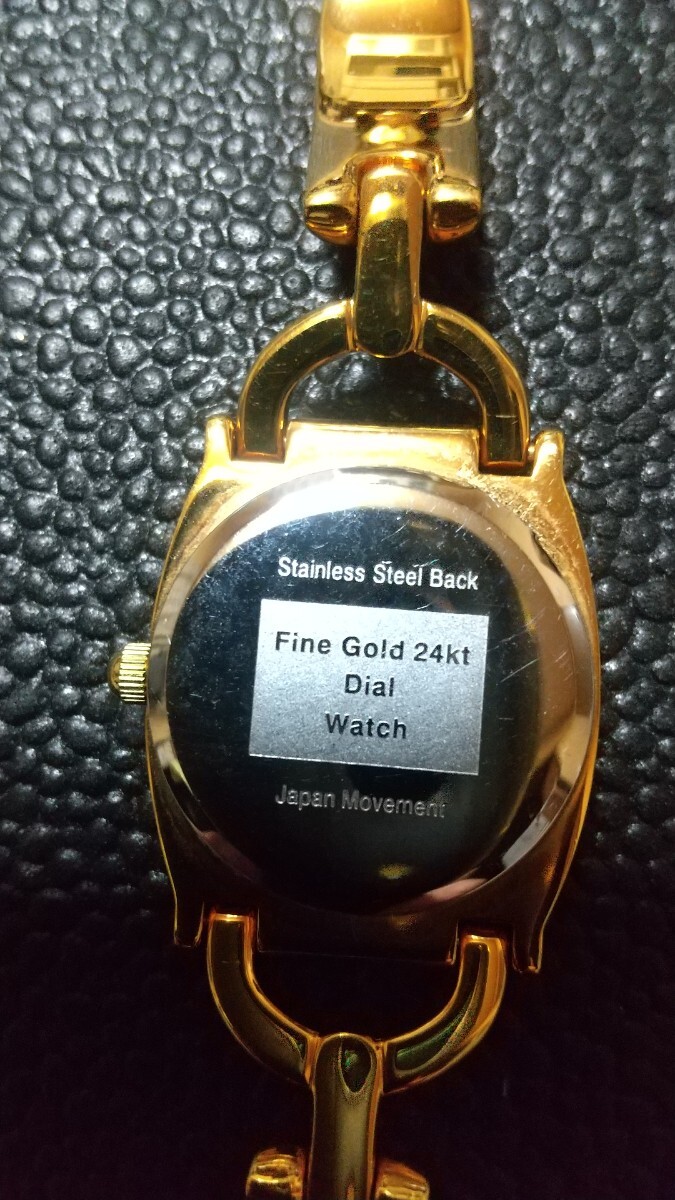 Stainless Steel Back
Fine Gold 24kt
Dial
Watch
Japan Movement